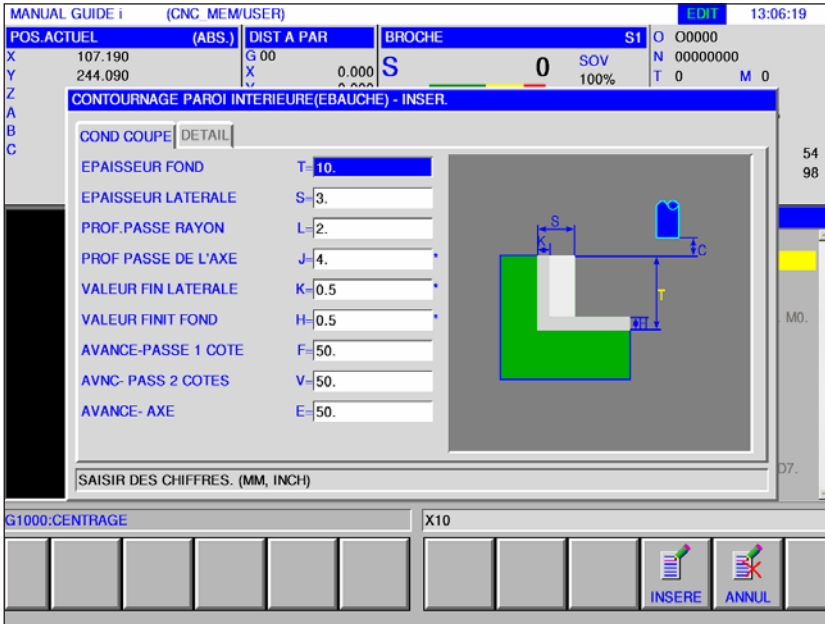 MANUAL GUIDE i (CNC_MEM/USER) EDIT 13:06:19
POS.ACTUEL (ABS.) DIST A PAR BROCHE S1 O O0000
X 107.190 G 00 S 0 SOV N 00000000
Y 244.090 X 0.000 100% T 0 M 0
Z
CONTOURNAGE PAROI INTERIEURE(EBAUCHE) - INSER.
A
B
C
54
98
COND COUPE DETAIL
EPAISSEUR FOND T= 10.
EPAISSEUR LATERALE S= 3.
PROF.PASSE RAYON L= 2.
PROF PASSE DE L'AXE J= 4. *
VALEUR FIN LATERALE K= 0.5 *
VALEUR FINIT FOND H= 0.5 *
AVANCE-PASSE 1 COTE F= 50.
AVNC- PASS 2 COTES V= 50.
AVANCE- AXE E= 50.
S
K
C
T
H
M0.
D7.
SAISIR DES CHIFFRES. (MM, INCH)
G1000:CENTRAGE X10
INSERE ANNUL